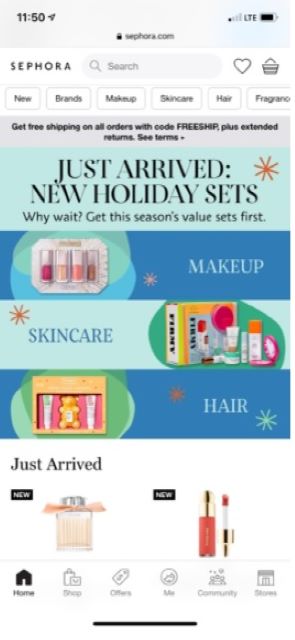 11:50
LTE
sephora.com
SEPHORA
Search
New Brands Makeup Skincare Hair Fragranc
Get free shipping on all orders with code FREESHIP, plus extended
returns. See terms
JUST ARRIVED:
NEW HOLIDAY SETS
Why wait? Get this season's value sets first.
MAKEUP
SKINCARE
HAIR
Just Arrived
NEW NEW
Home Shop Offers Me Community Stores